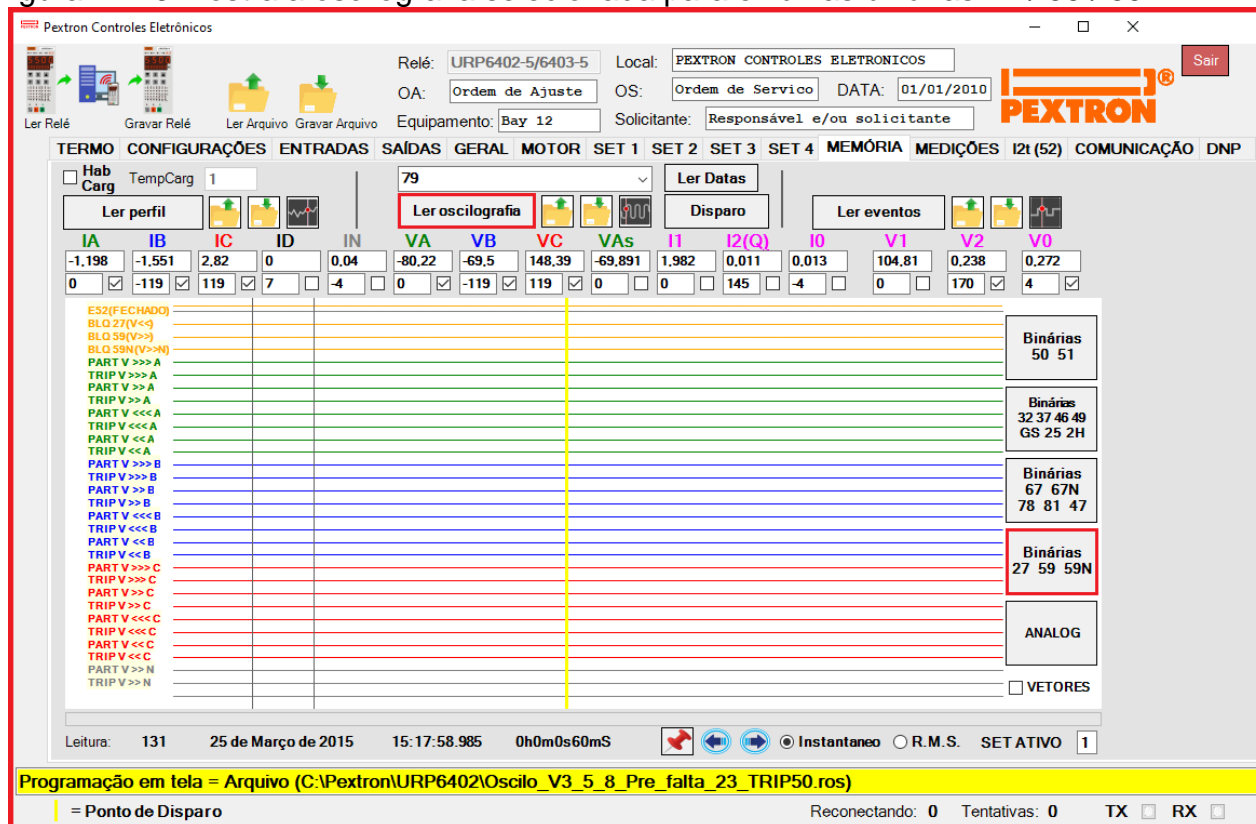 Pextron Controles Eletrônicos
Relé: URP6402-5/6403-5 Local: PEXTRON CONTROLES ELETRONICOS Sair
OA: Ordem de Ajuste OS: Ordem de Servico DATA: 01/01/2010
Ler Relé Gravar Relé Ler Arquivo Gravar Arquivo Equipamento: Bay 12 Solicitante: Responsável e/ou solicitante PEXTRON ®
TERMO CONFIGURAÇÕES ENTRADAS SAÍDAS GERAL MOTOR SET 1 SET 2 SET 3 SET 4 MEMÓRIA MEDIÇÕES I2t (52) COMUNICAÇÃO DNP
Hab Carg TempCarg 1 79 Ler Datas
Ler perfil Ler oscilografia Disparo Ler eventos
IA IB IC ID IN VA VB VC VAs I1 I2(Q) I0 V1 V2 V0
-1,198 -1,551 2,82 0 0,04 -80,22 -69,5 148,39 -69,891 1,982 0,011 0,013 104,81 0,238 0,272
0 -119 119 7 -4 0 -119 119 0 0 145 -4 0 170 4
E52(FECHADO)
BLQ 27(V<<)
BLQ 59(V>>)
BLQ 59N(V>>N)
PART V >>> A
TRIP V >>> A
PART V >> A
TRIP V >> A
PART V <<< A
TRIP V <<< A
PART V << A
TRIP V << A
PART V >>> B
TRIP V >>> B
PART V >> B
TRIP V >> B
PART V <<< B
TRIP V <<< B
PART V << B
TRIP V << B
PART V >>> C
TRIP V >>> C
PART V >> C
TRIP V >> C
PART V <<< C
TRIP V <<< C
PART V << C
TRIP V << C
PART V >> N
TRIP V >> N
Binárias
50 51
Binárias
32 37 46 49
GS 25 2H
Binárias
67 67N
78 81 47
Binárias
27 59 59N
ANALOG
VETORES
Leitura: 131 25 de Março de 2015 15:17:58.985 0h0m0s60mS Instantaneo R.M.S. SET ATIVO 1
Programação em tela = Arquivo (C:\Pextron\URP6402\Oscilo_V3_5_8_Pre_falta_23_TRIP50.ros)
= Ponto de Disparo Reconectando: 0 Tentativas: 0 TX RX